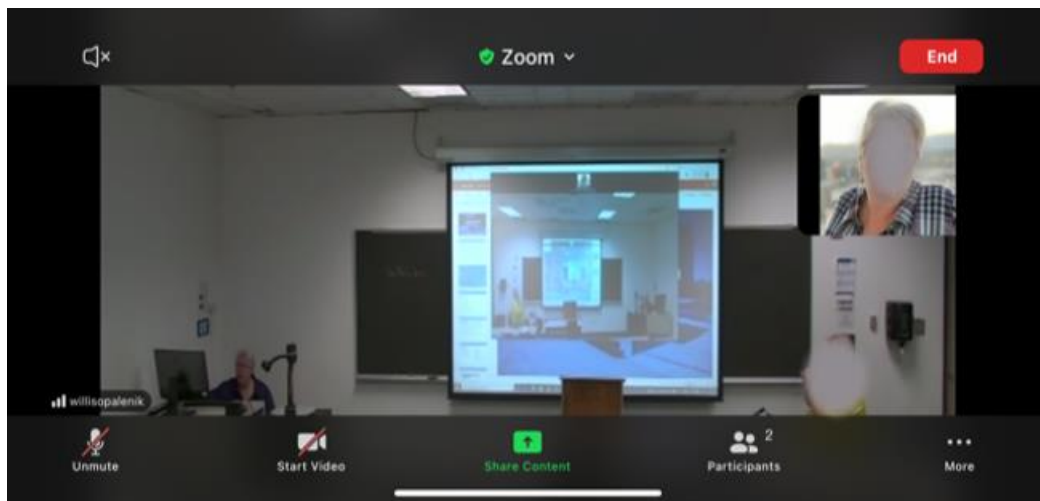 Zoom
End
willisopalenik
2
Unmute
Start Video
Share Content
Participants
More